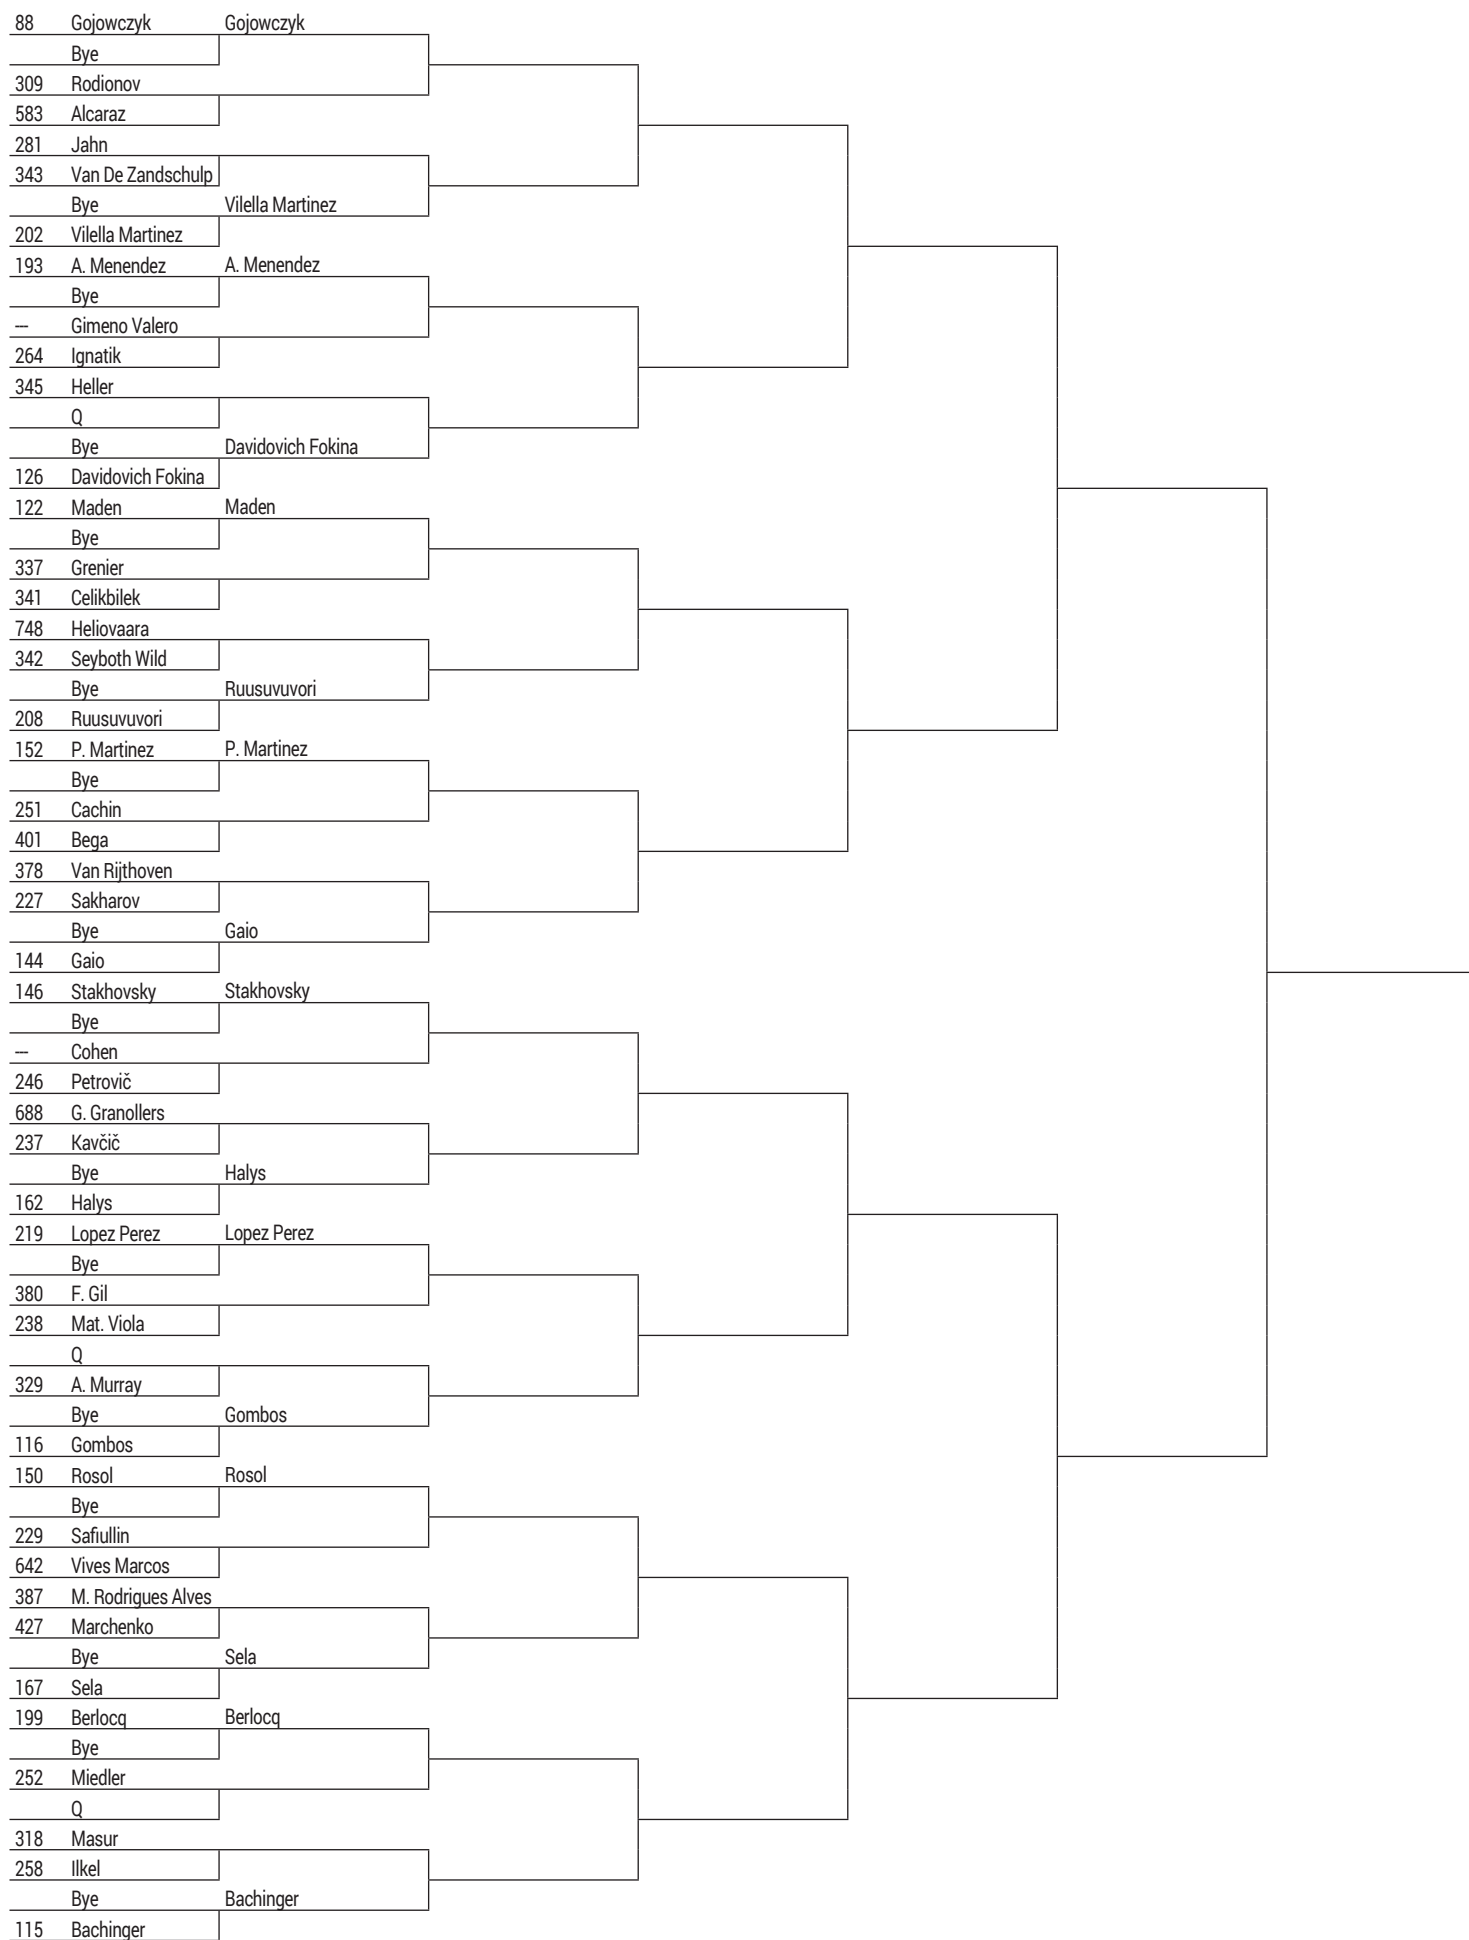 88 Gojowczyk Gojowczyk
Bye
309 Rodionov
583 Alcaraz
281 Jahn
343 Van De Zandschulp
Bye Vilella Martinez
202 Vilella Martinez
193 A. Menendez A. Menendez
Bye
--- Gimeno Valero
264 Ignatik
345 Heller
Q
Bye Davidovich Fokina
126 Davidovich Fokina
122 Maden Maden
Bye
337 Grenier
341 Celikbilek
748 Heliovaara
342 Seyboth Wild
Bye Ruusuvuvori
208 Ruusuvuvori
152 P. Martinez P. Martinez
Bye
251 Cachin
401 Bega
378 Van Rijthoven
227 Sakharov
Bye Gaio
144 Gaio
146 Stakhovsky Stakhovsky
Bye
--- Cohen
246 Petrovič
688 G. Granollers
237 Kavčič
Bye Halys
162 Halys
219 Lopez Perez Lopez Perez
Bye
380 F. Gil
238 Mat. Viola
Q
329 A. Murray
Bye Gombos
116 Gombos
150 Rosol Rosol
Bye
229 Safiullin
642 Vives Marcos
387 M. Rodrigues Alves
427 Marchenko
Bye Sela
167 Sela
199 Berlocq Berlocq
Bye
252 Miedler
Q
318 Masur
258 Ilkel
Bye Bachinger
115 Bachinger